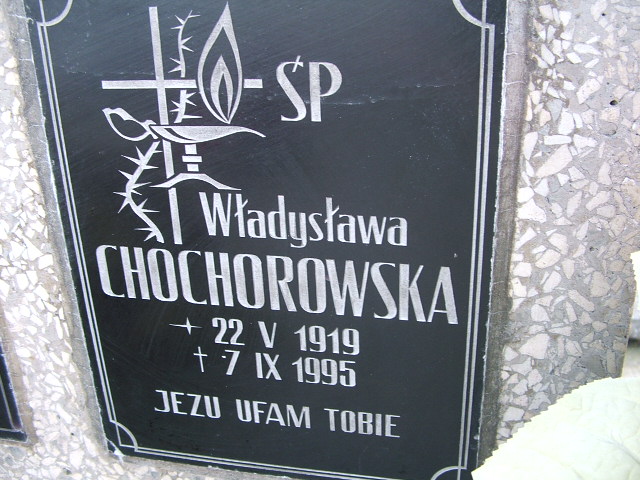 ŚP
Władysława
CHOCHOROWSKA
22 V 1919
† 7 IX 1995
JEZU UFAM TOBIE